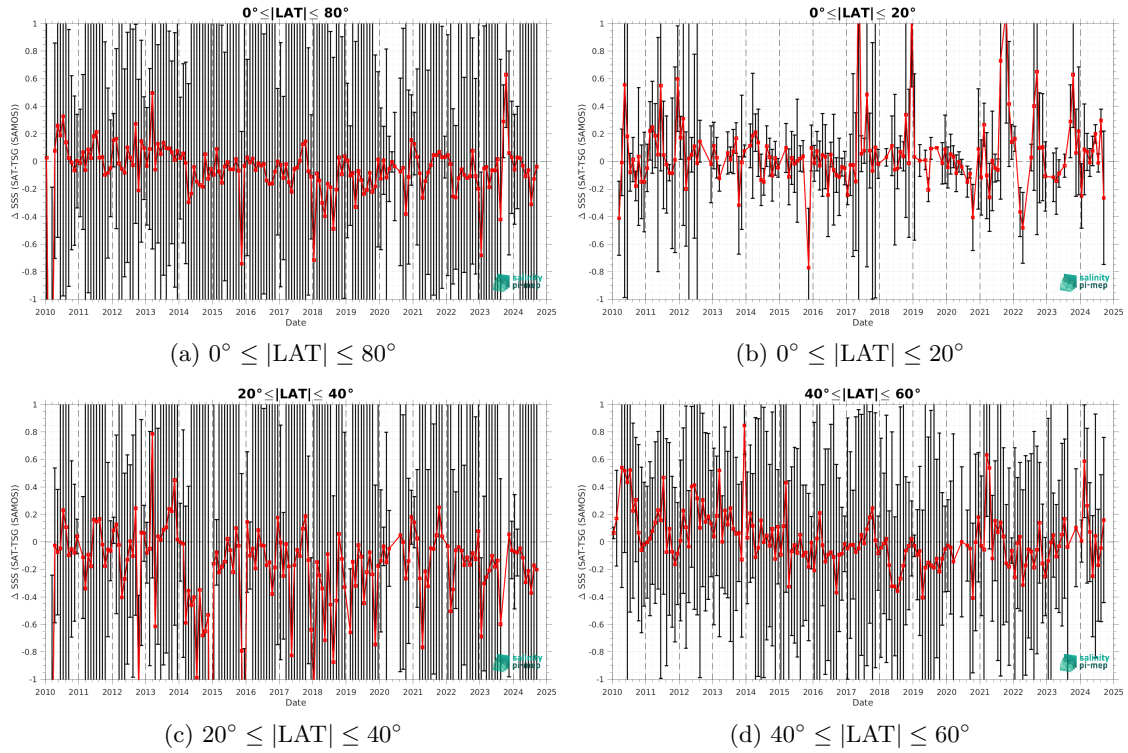 0°≤|LAT|≤ 80°
Δ SSS (SAT-TSG (SAMOS))
1
0.8
0.6
0.4
0.2
0
-0.2
-0.4
-0.6
-0.8
-1
2010 2011 2012 2013 2014 2015 2016 2017 2018 2019 2020 2021 2022 2023 2024 2025
Date
salinity
pi-mep
(a) 0° ≤ |LAT| ≤ 80°
0°≤|LAT|≤ 20°
Δ SSS (SAT-TSG (SAMOS))
1
0.8
0.6
0.4
0.2
0
-0.2
-0.4
-0.6
-0.8
-1
2010 2011 2012 2013 2014 2015 2016 2017 2018 2019 2020 2021 2022 2023 2024 2025
Date
salinity
pi-mep
(b) 0° ≤ |LAT| ≤ 20°
20°≤|LAT|≤ 40°
Δ SSS (SAT-TSG (SAMOS))
1
0.8
0.6
0.4
0.2
0
-0.2
-0.4
-0.6
-0.8
-1
2010 2011 2012 2013 2014 2015 2016 2017 2018 2019 2020 2021 2022 2023 2024 2025
Date
salinity
pi-mep
(c) 20° ≤ |LAT| ≤ 40°
40°≤|LAT|≤ 60°
Δ SSS (SAT-TSG (SAMOS))
1
0.8
0.6
0.4
0.2
0
-0.2
-0.4
-0.6
-0.8
-1
2010 2011 2012 2013 2014 2015 2016 2017 2018 2019 2020 2021 2022 2023 2024 2025
Date
salinity
pi-mep
(d) 40° ≤ |LAT| ≤ 60°